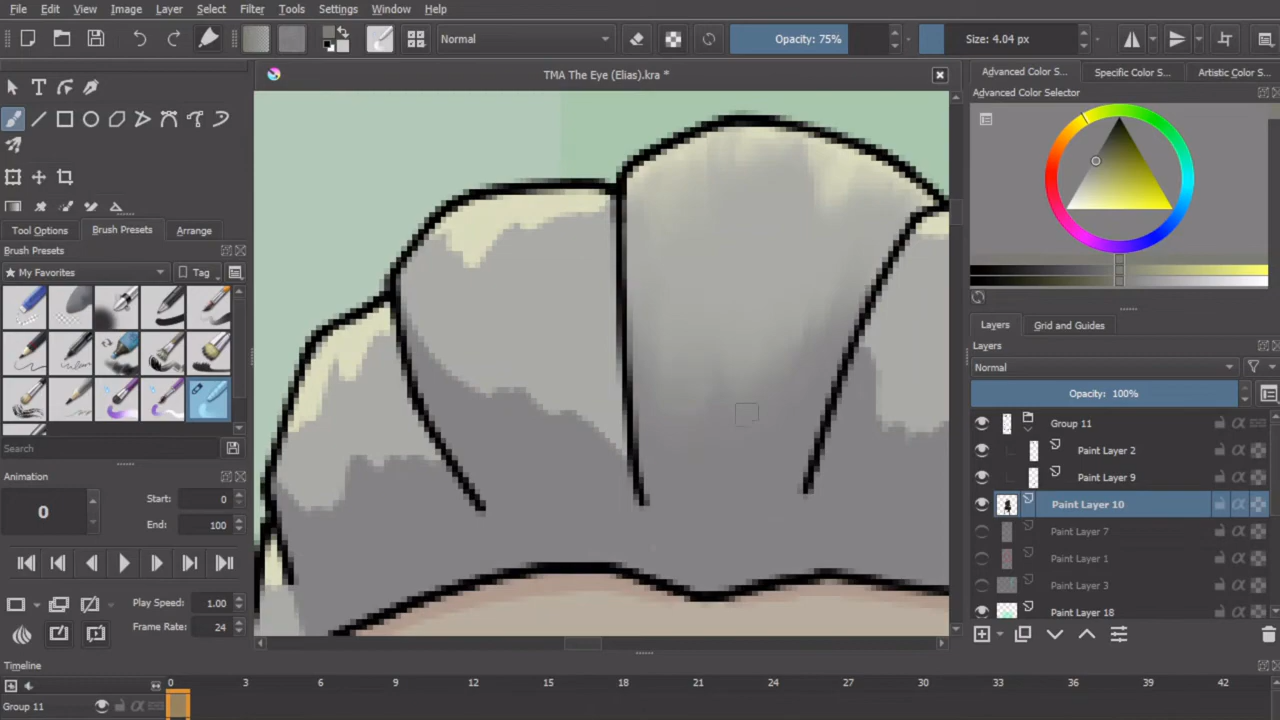 File Edit View Image Layer Select Filter Tools Settings Window Help
Normal
Opacity: 75%
Size: 4.04 px
TMA The Eye (Elias).kra *
Advanced Color S...
Specific Color S...
Artistic Color S...
Advanced Color Selector
Tool Options
Brush Presets
Arrange
Brush Presets
My Favorites
Tag
Search
Animation
0
Start:
0
End:
100
Play Speed:
1.00
Frame Rate:
24
Layers
Grid and Guides
Layers
Normal
Opacity: 100%
Group 11
Paint Layer 2
Paint Layer 9
Paint Layer 10
Paint Layer 7
Paint Layer 1
Paint Layer 3
Paint Layer 18
Timeline
0 3 6 9 12 15 18 21 24 27 30 33 36 39 42
Group 11